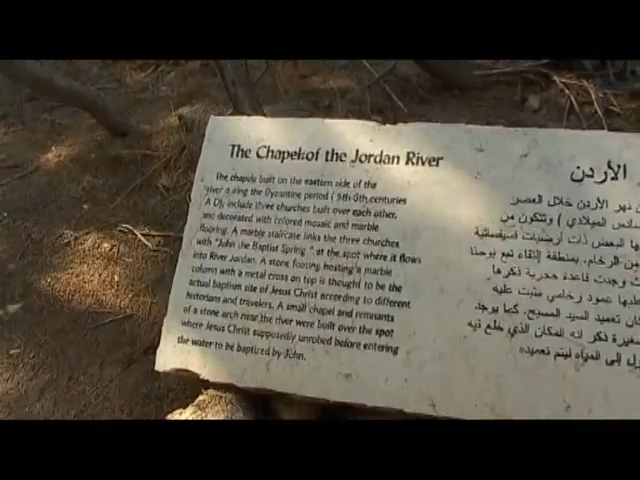 The Chapel of the Jordan River
The chapels built on the eastern side of the
river during the Byzantine period ( 5th-6th centuries
A D), include three churches built over each other,
and decorated with colored mosaic and marble
flooring. A marble staircase links the three churches
with "John the Baptist Spring " at the spot where it flows
into River Jordan. A stone footing hosting a marble
column with a metal cross on top is thought to be the
actual baptism site of Jesus Christ according to different
historians and travelers. A small chapel and remnants
of a stone arch near the river were built over the spot
where Jesus Christ supposedly unrobed before entering
the water to be baptized by John.
الأردن
نهر الأردن خلال العصر
الميلادي ) وتتكون من
البعض ذات أرضيات فسيفسائية
من الرخام. بمنطقة إلتقاء نبع يوحنا
وجدت قاعدة حجرية ذكرها
عمود رخامي مثبت عليه
تعميد السيد المسيح. كما يوجد
ذكر انه المكان الذي خلع فيه
إلى المياه ليتم تعميده.